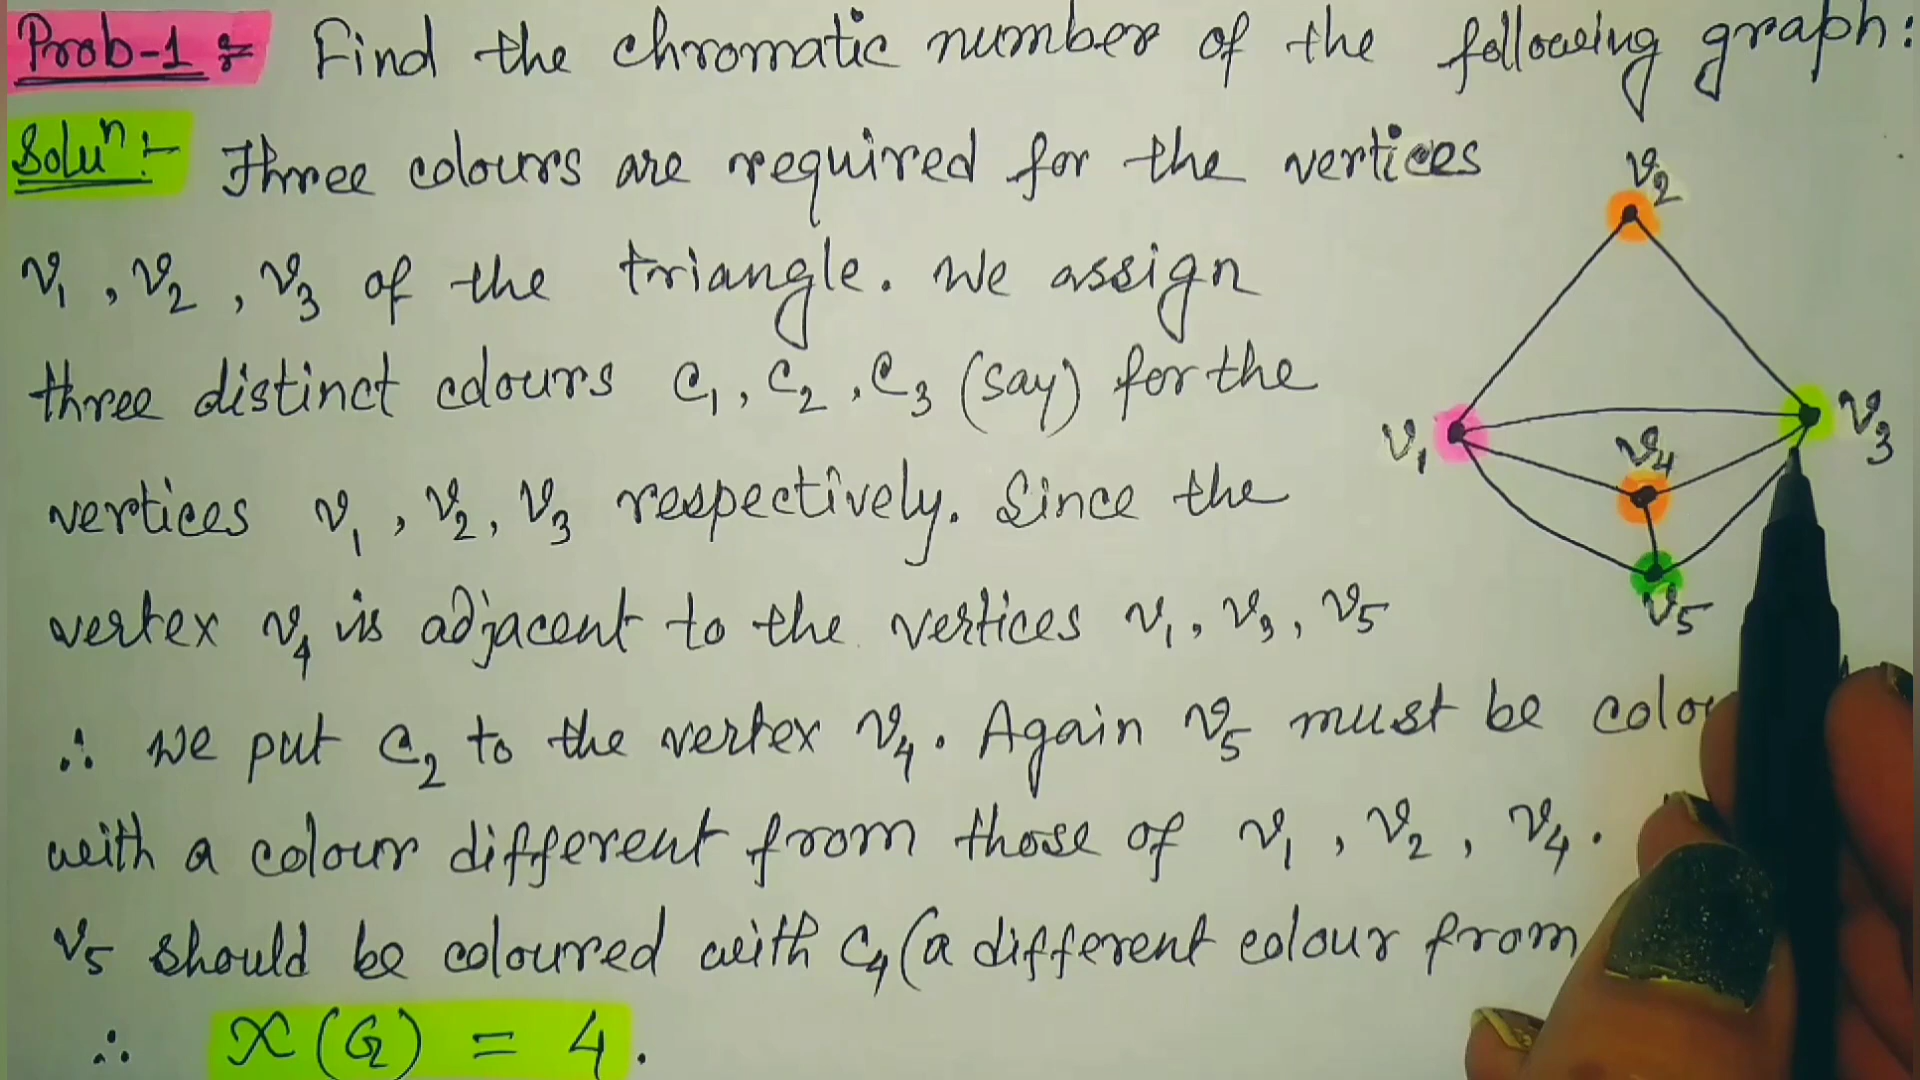 Prob-1 :- Find the chromatic number of the following graph:
Soluⁿ :- Three colours are required for the vertices
v₁, v₂, v₃ of the triangle. We assign
three distinct colours c₁, c₂, c₃ (say) for the
vertices v₁, v₂, v₃ respectively. Since the
vertex v₄ is adjacent to the vertices v₁, v₃, v₅
∴ we put c₂ to the vertex v₄. Again v₅ must be
with a colour different from those of v₁, v₂, v₄.
v₅ should be coloured with c₄ (a different colour from
∴ χ(G) = 4.
v₂
v₁
v₃
v₄
v₅